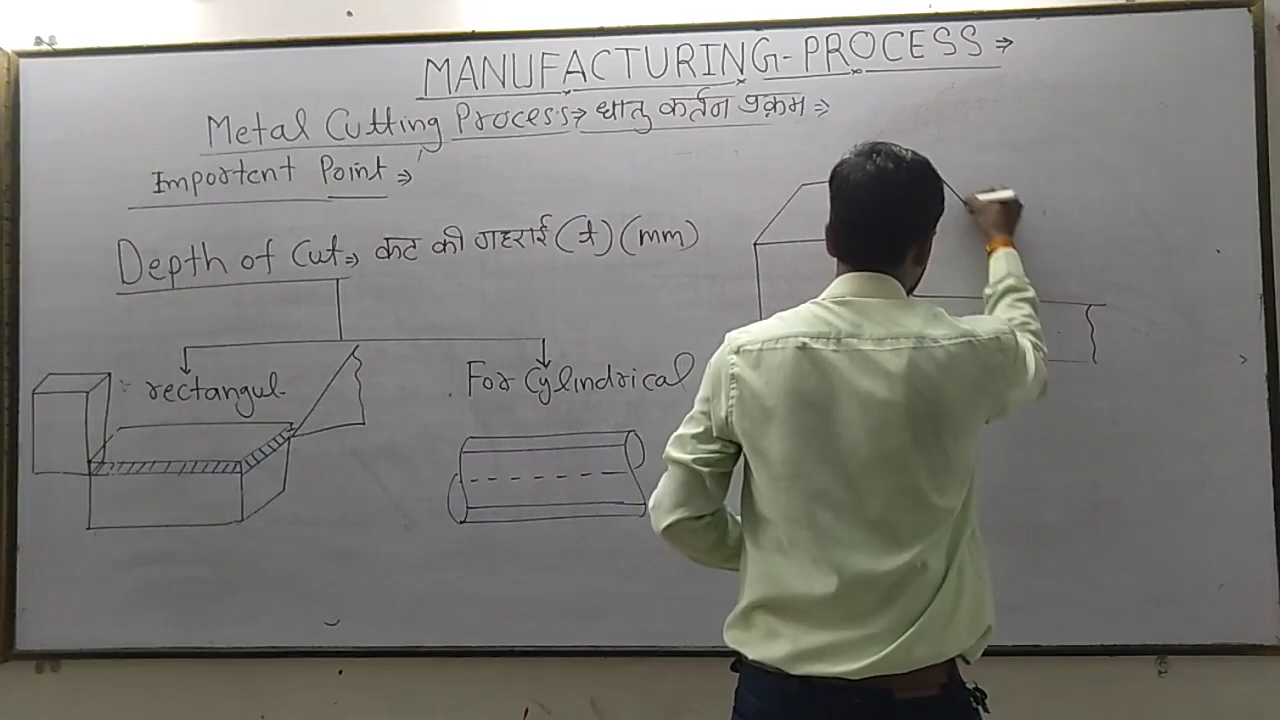 MANUFACTURING-PROCESS⇒
Metal Cutting Process⇒ धातु कर्तन प्रक्रम⇒
Importent Point⇒
Depth of Cut⇒ कट की गहराई (t) (mm)
rectangul
For Cylindrical